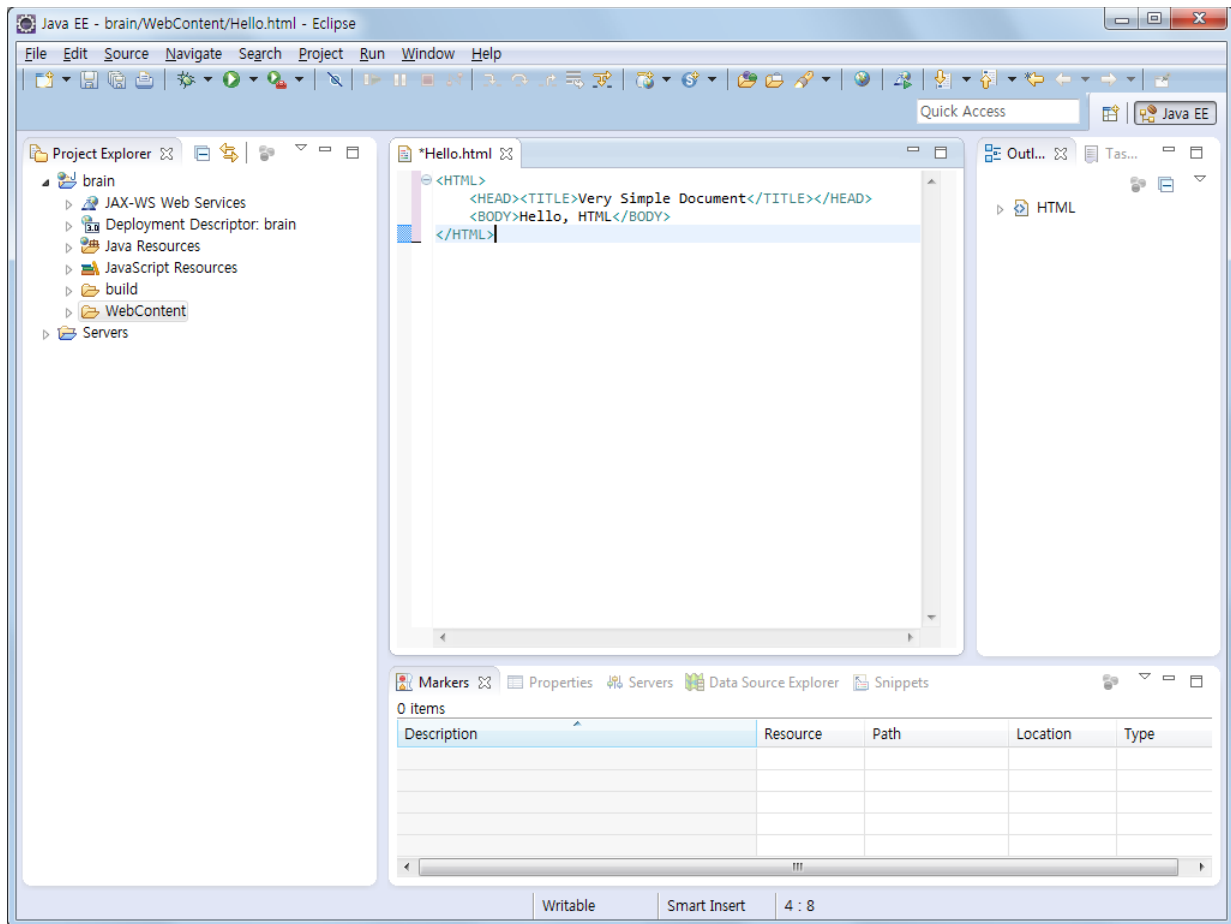 Java EE - brain/WebContent/Hello.html - Eclipse
File Edit Source Navigate Search Project Run Window Help
Quick Access Java EE
Project Explorer
brain
JAX-WS Web Services
Deployment Descriptor: brain
Java Resources
JavaScript Resources
build
WebContent
Servers
*Hello.html
<HTML>
<HEAD><TITLE>Very Simple Document</TITLE></HEAD>
<BODY>Hello, HTML</BODY>
</HTML>
Outl... Tas...
HTML
Markers Properties Servers Data Source Explorer Snippets
0 items
Description Resource Path Location Type
Writable Smart Insert 4 : 8